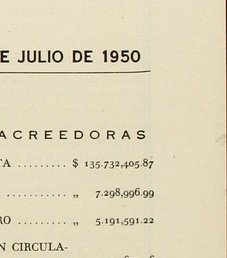 E JULIO DE 1950
ACREEDORAS
TA ......... $ 135.732,405.87
........... „ 7.298,996.99
RO ......... „ 5.191,591.22
N CIRCULA-